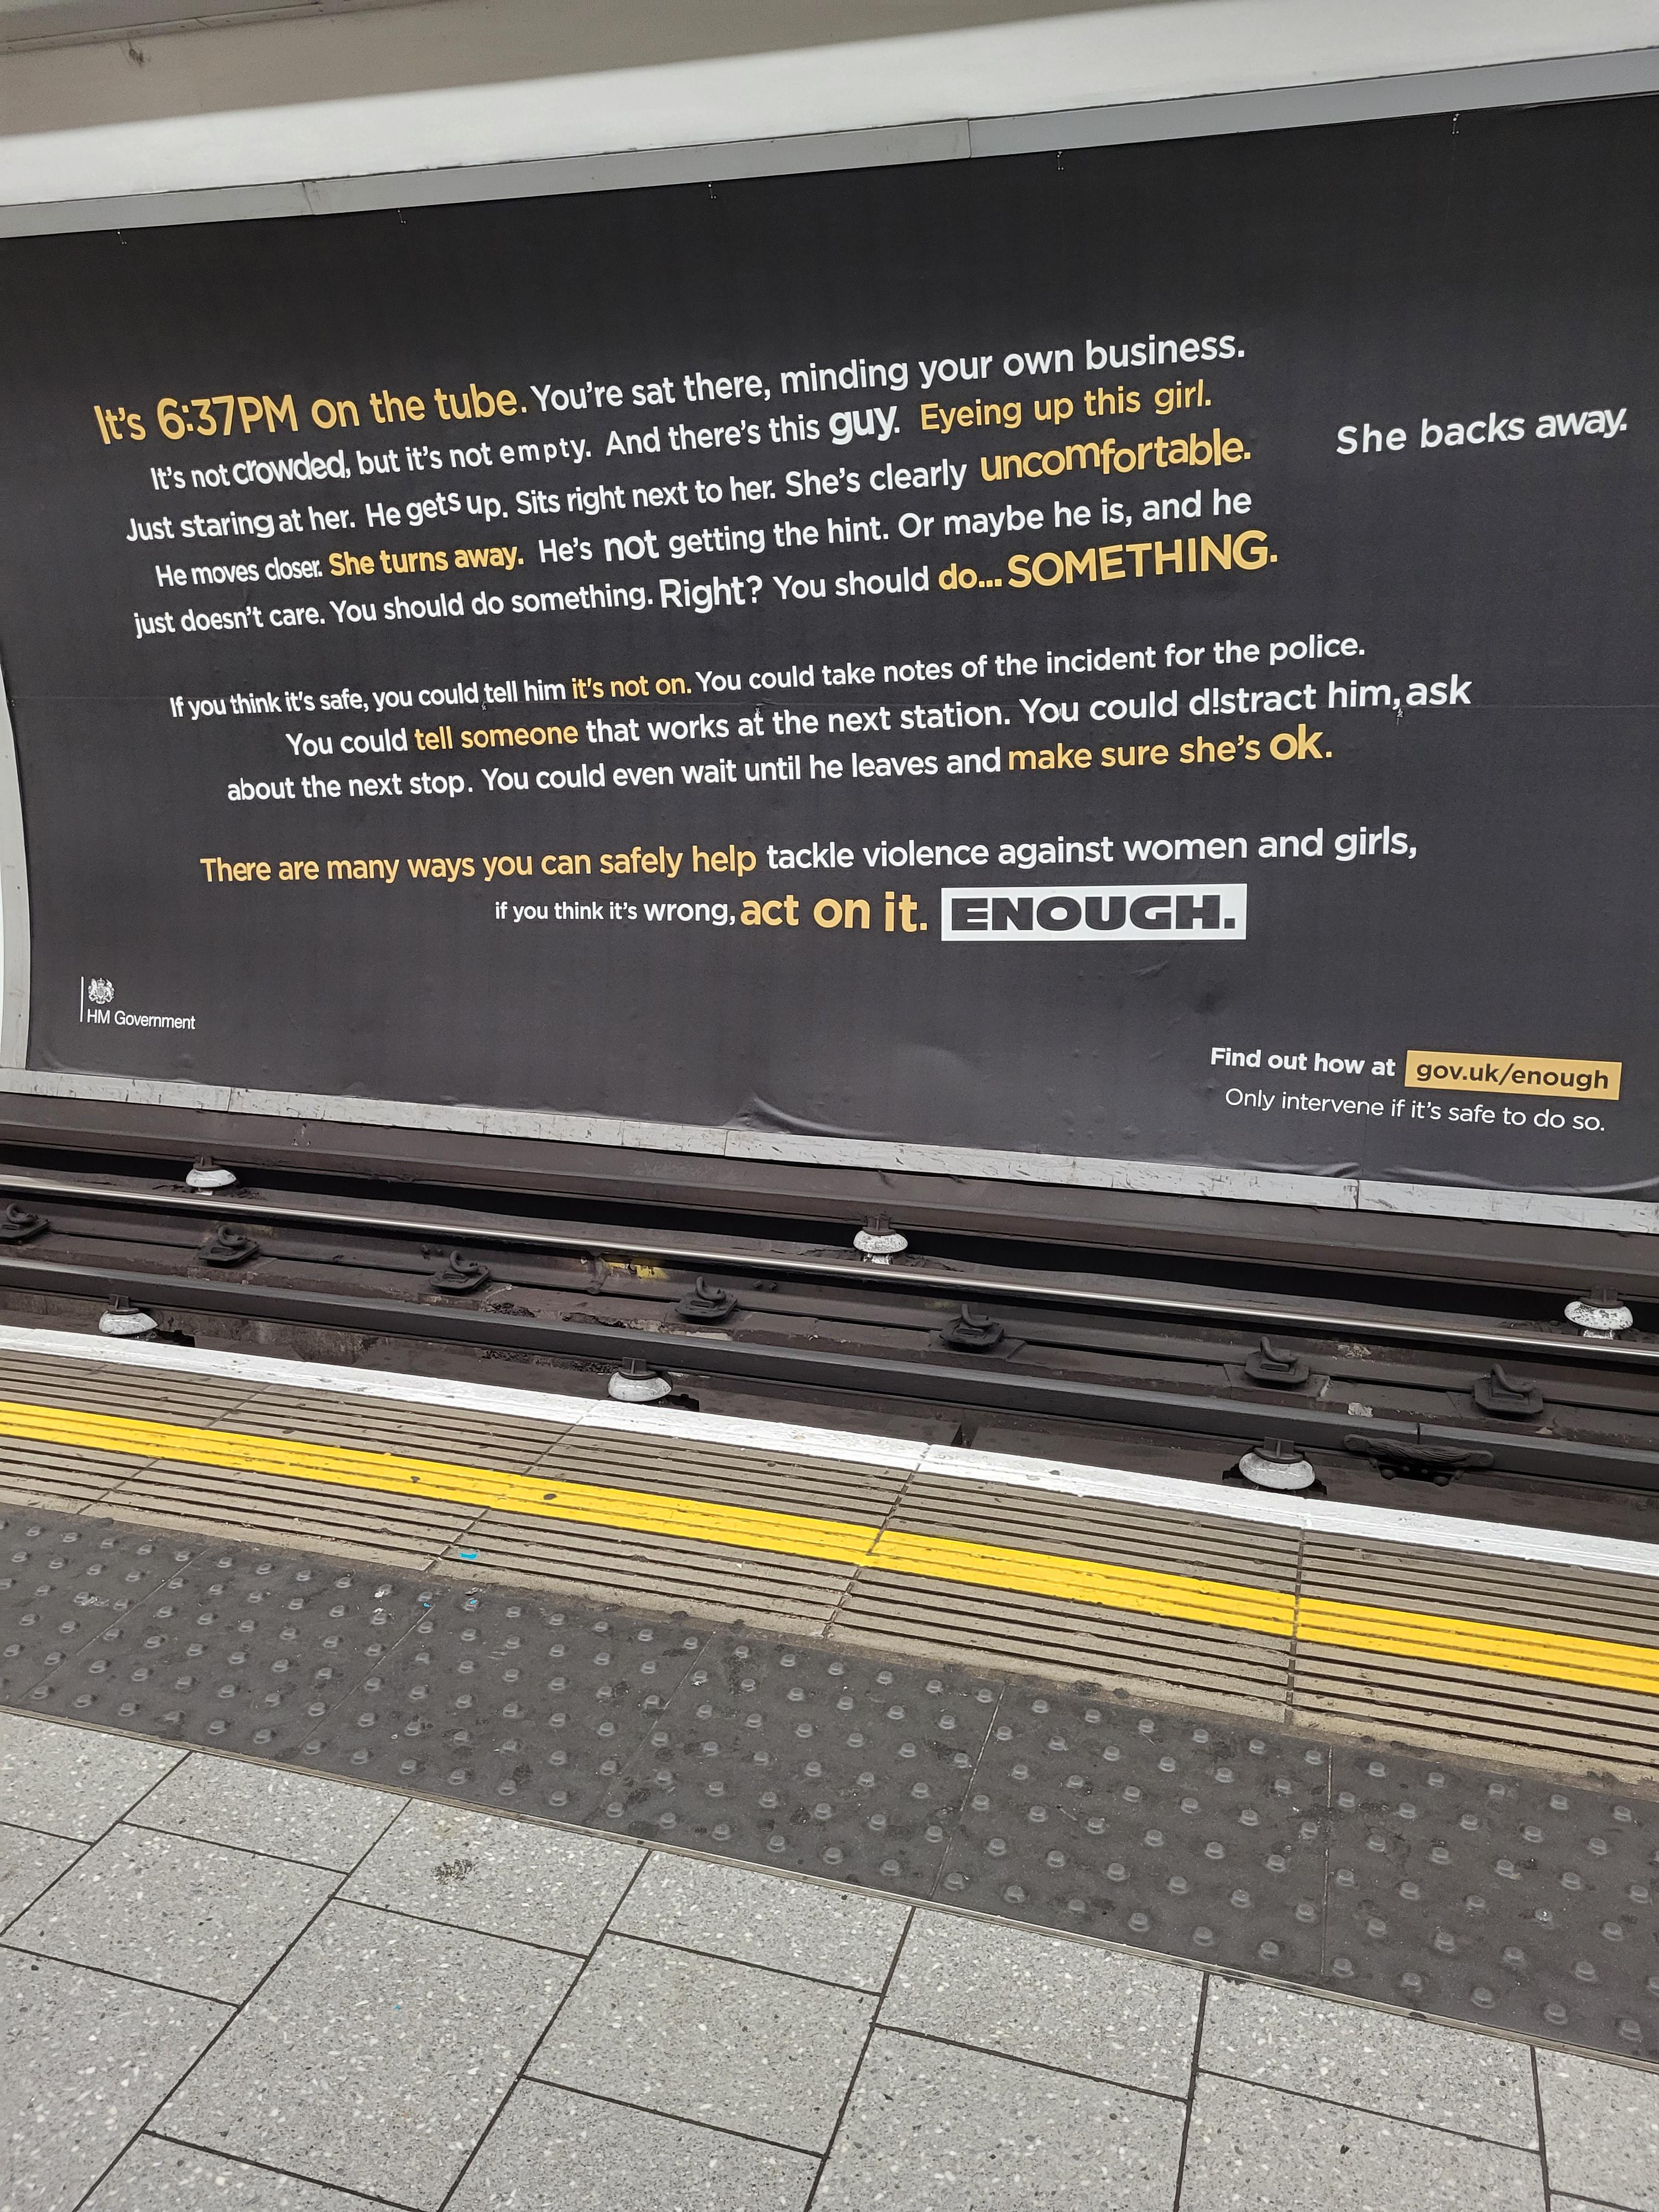 It's 6:37PM on the tube. You're sat there, minding your own business.
It's not crowded, but it's not empty. And there's this guy. Eyeing up this girl.
Just staring at her. He gets up. Sits right next to her. She's clearly uncomfortable. She backs away.
He moves closer. She turns away. He's not getting the hint. Or maybe he is, and he
just doesn't care. You should do something. Right? You should do... SOMETHING.
If you think it's safe, you could tell him it's not on. You could take notes of the incident for the police.
You could tell someone that works at the next station. You could d!stract him, ask
about the next stop. You could even wait until he leaves and make sure she's ok.
There are many ways you can safely help tackle violence against women and girls,
if you think it's wrong, act on it. ENOUGH.
HM Government
Find out how at gov.uk/enough
Only intervene if it's safe to do so.